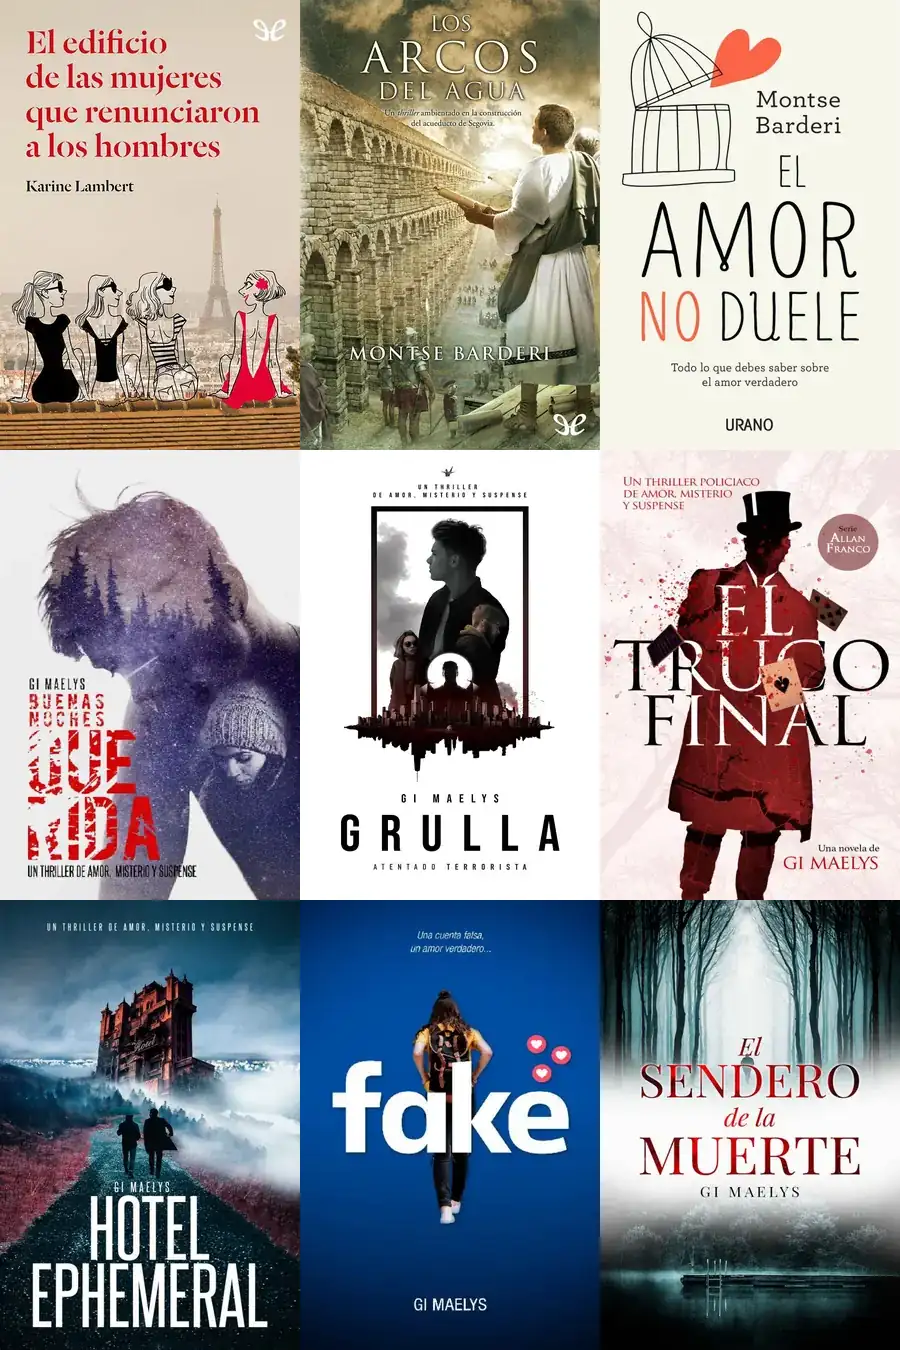 El edificio
de las mujeres
que renunciaron
a los hombres
Karine Lambert
LOS
ARCOS
DEL AGUA
Un thriller ambientado en la construcción
del acueducto de Segovia.
MONTSE BARDERI
Montse
Barderi
EL
AMOR
NO DUELE
Todo lo que debes saber sobre
el amor verdadero
URANO
GI MAELYS
BUENAS
NOCHES
QUE
RIDA
UN THRILLER DE AMOR, MISTERIO Y SUSPENSE
UN THRILLER
DE AMOR, MISTERIO Y SUSPENSE
GI MAELYS
GRULLA
ATENTADO TERRORISTA
UN THRILLER POLICIACO
DE AMOR, MISTERIO
Y SUSPENSE
Serie
ALLAN
FRANCO
EL
TRUCO
FINAL
Una novela de
GI MAELYS
UN THRILLER DE AMOR, MISTERIO Y SUSPENSE
Hotel
GI MAELYS
HOTEL
EPHEMERAL
Una cuenta falsa,
un amor verdadero...
fake
GI MAELYS
El
SENDERO
de la
MUERTE
GI MAELYS